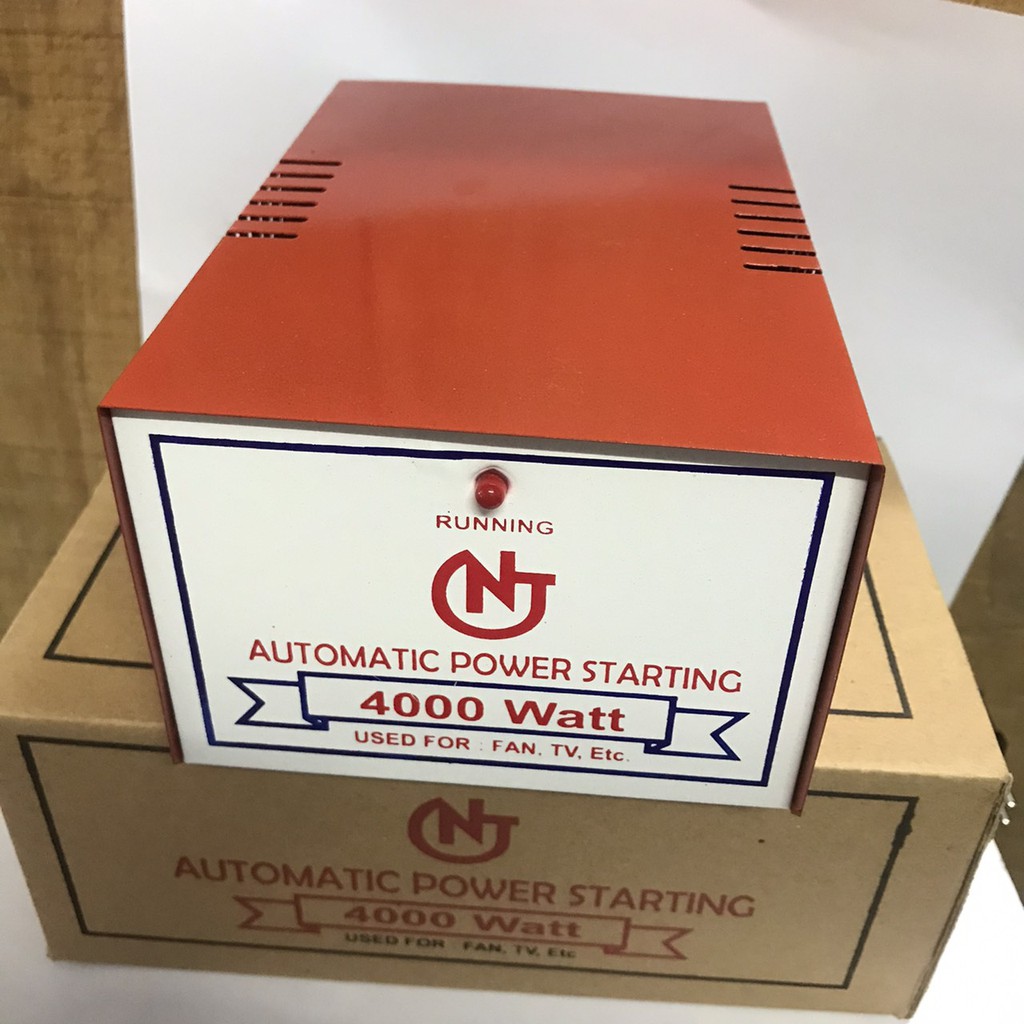 RUNNING
NJ
AUTOMATIC POWER STARTING
4000 Watt
USED FOR : FAN, TV, Etc.
NJ
AUTOMATIC POWER STARTING
4000 Watt
USED FOR : FAN, TV, Etc